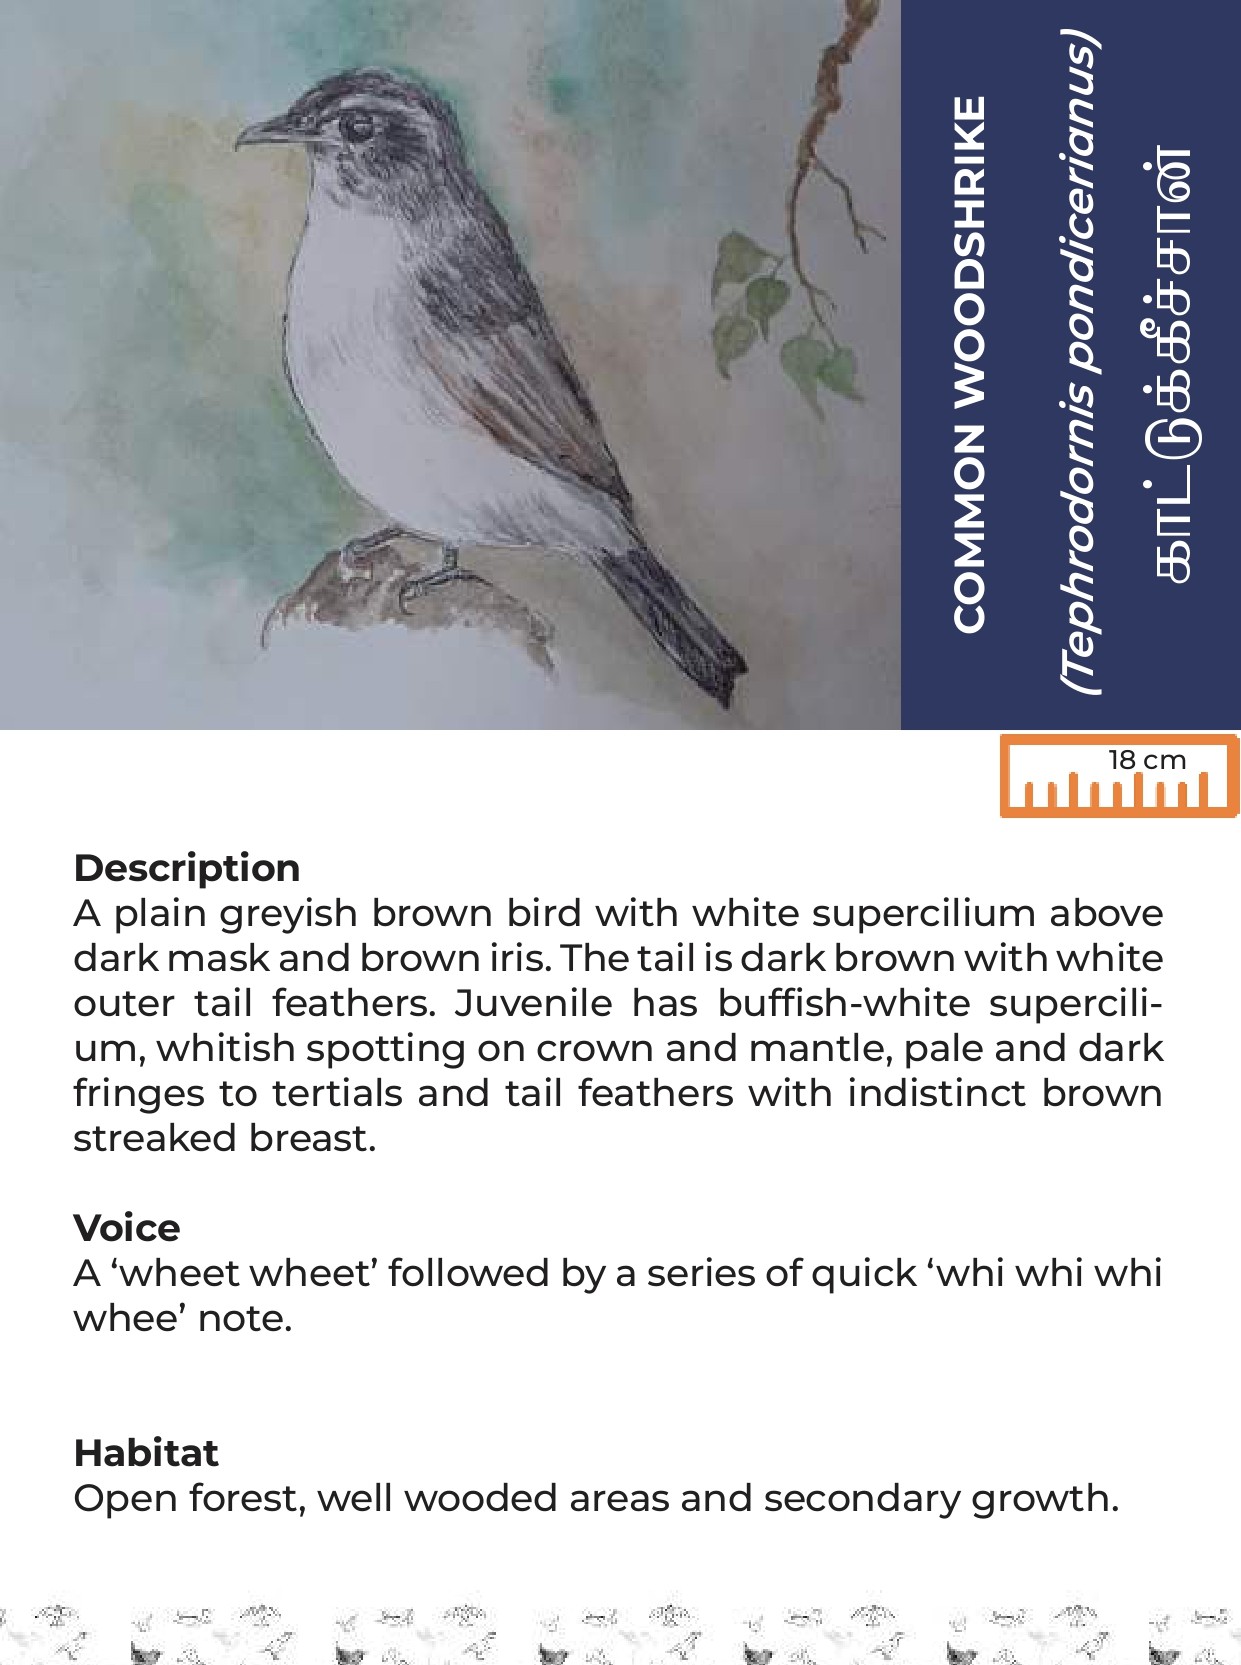 COMMON WOODSHRIKE
(Tephrodornis pondicerianus)
காட்டுக்கீச்சான்
18 cm
Description
A plain greyish brown bird with white supercilium above
dark mask and brown iris. The tail is dark brown with white
outer tail feathers. Juvenile has buffish-white supercili-
um, whitish spotting on crown and mantle, pale and dark
fringes to tertials and tail feathers with indistinct brown
streaked breast.
Voice
A ‘wheet wheet’ followed by a series of quick ‘whi whi whi
whee’ note.
Habitat
Open forest, well wooded areas and secondary growth.